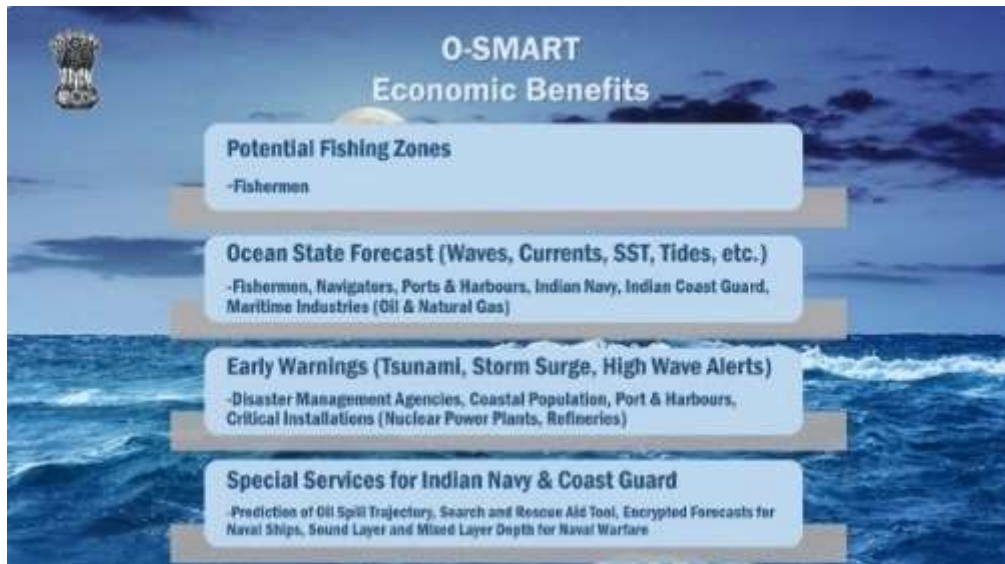 O-SMART
Economic Benefits
Potential Fishing Zones
-Fishermen
Ocean State Forecast (Waves, Currents, SST, Tides, etc.)
-Fishermen, Navigators, Ports & Harbours, Indian Navy, Indian Coast Guard,
Maritime Industries (Oil & Natural Gas)
Early Warnings (Tsunami, Storm Surge, High Wave Alerts)
-Disaster Management Agencies, Coastal Population, Port & Harbours,
Critical Installations (Nuclear Power Plants, Refineries)
Special Services for Indian Navy & Coast Guard
-Prediction of Oil Spill Trajectory, Search and Rescue Aid Tool, Encrypted Forecasts for
Naval Ships, Sound Layer and Mixed Layer Depth for Naval Warfare